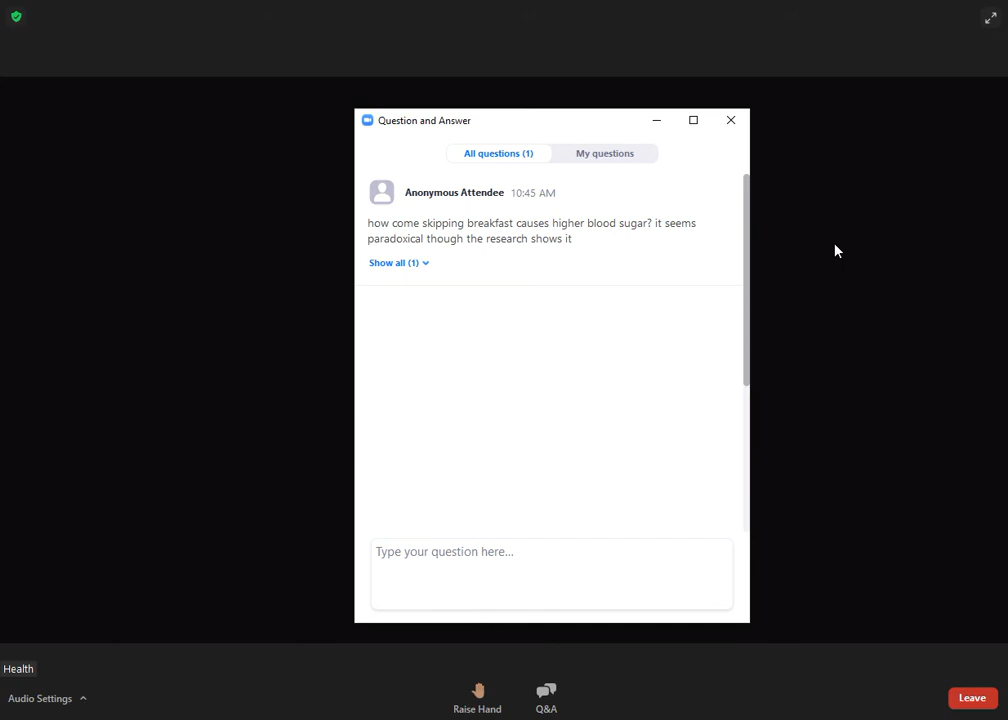 Question and Answer
All questions (1)
My questions
Anonymous Attendee 10:45 AM
how come skipping breakfast causes higher blood sugar? it seems
paradoxical though the research shows it
Show all (1)
Type your question here...
Health
Audio Settings
Raise Hand
Q&A
Leave